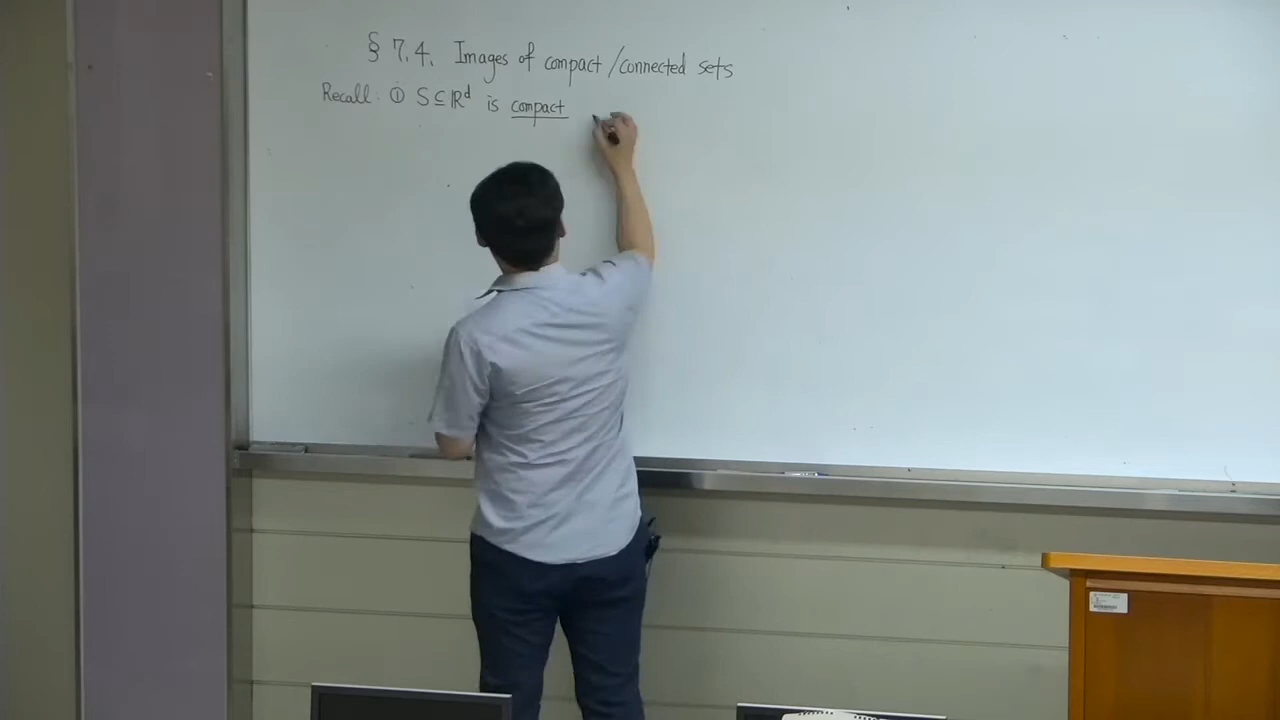 § 7.4. Images of compact/connected sets
Recall: ① S⊆ℝᵈ is compact